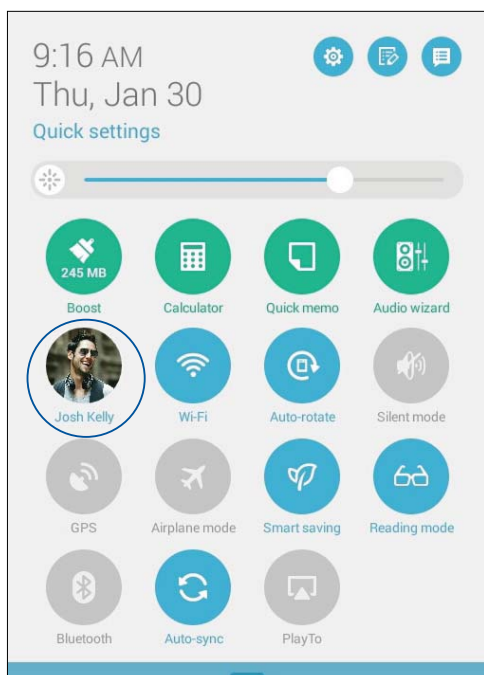 9:16 AM
Thu, Jan 30
Quick settings
245 MB
Boost Calculator Quick memo Audio wizard
Josh Kelly Wi-Fi Auto-rotate Silent mode
GPS Airplane mode Smart saving Reading mode
Bluetooth Auto-sync PlayTo